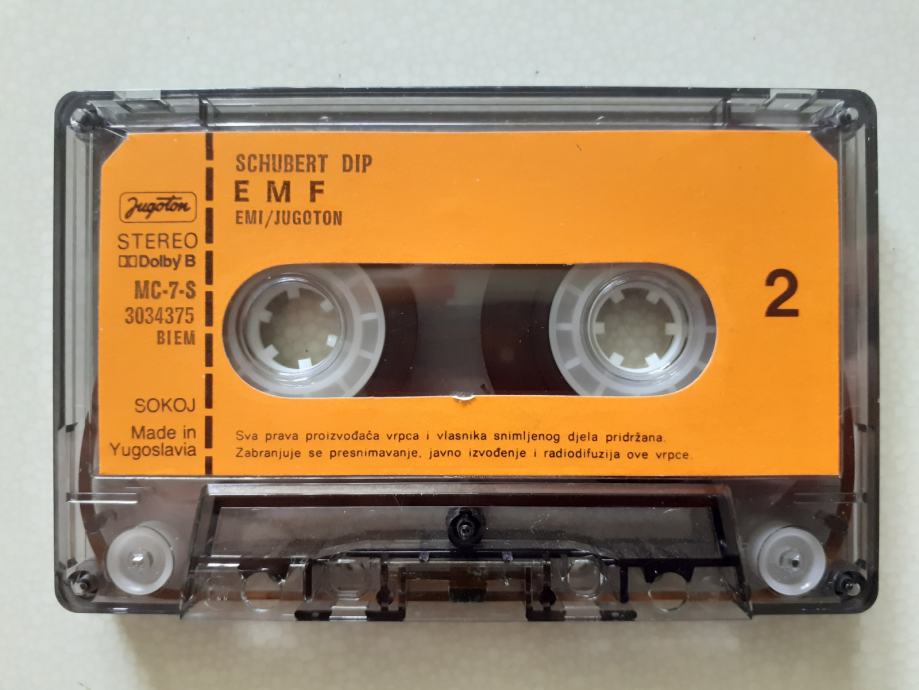 Jugoton
STEREO
Dolby B
MC-7-S
3034375
BIEM
SOKOJ
Made in
Yugoslavia
SCHUBERT DIP
EMF
EMI/JUGOTON
2
Sva prava proizvođača vrpca i vlasnika snimljenog djela pridržana.
Zabranjuje se presnimavanje, javno izvođenje i radiodifuzija ove vrpce.